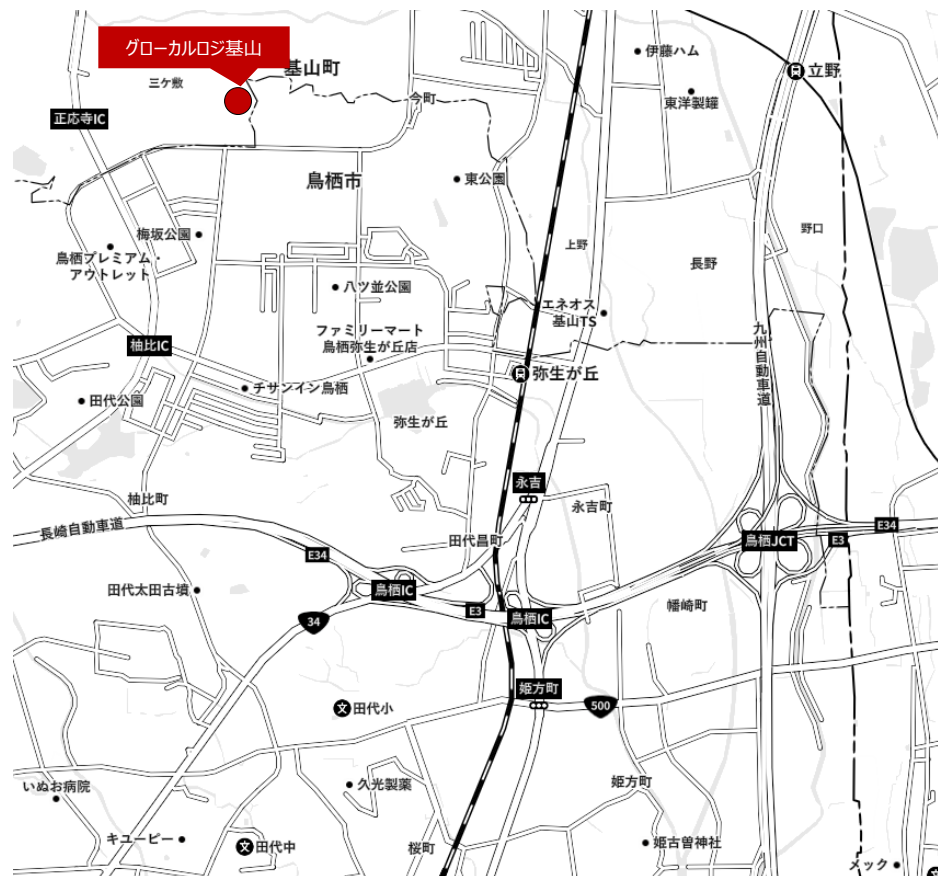 グローカルロジ基山
基山町
伊藤ハム
立野
三ケ敷
今町
東洋製罐
正応寺IC
鳥栖市
東公園
梅坂公園
上野
野口
鳥栖プレミアム・
アウトレット
長野
八ツ並公園
エネオス
基山TS
ファミリーマート
鳥栖弥生が丘店
九州自動車道
柚比IC
弥生が丘
チサンイン鳥栖
田代公園
弥生が丘
永吉
柚比町
永吉町
長崎自動車道
E34
田代昌町
鳥栖JCT
E3
E34
田代太田古墳
鳥栖IC
E3
鳥栖IC
幡崎町
34
姫方町
田代小
500
文
いぬお病院
久光製薬
姫方町
キユーピー
文
田代中
桜町
姫古曽神社
メック
文